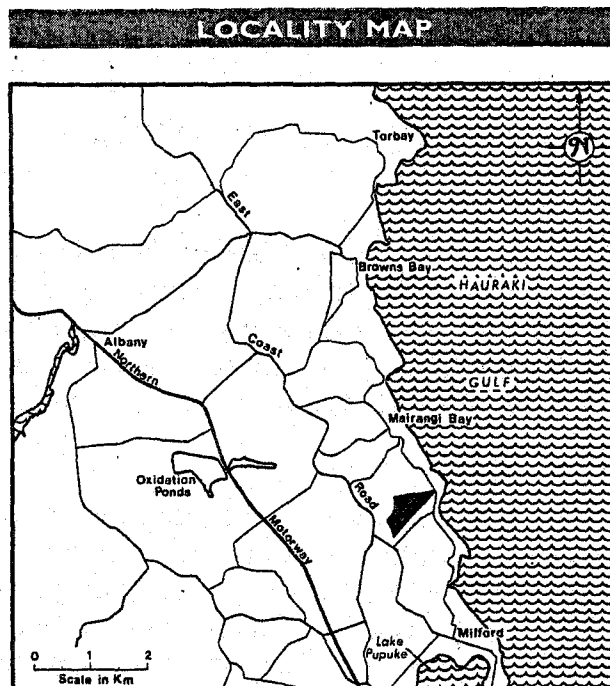 LOCALITY MAP
Torbay
N
East
Browns Bay
HAURAKI
Albany
Northern
Coast
GULF
Mairangi Bay
Oxidation
Ponds
Road
Motorway
Milford
Lake
Pupuke
0 1 2
Scale in Km